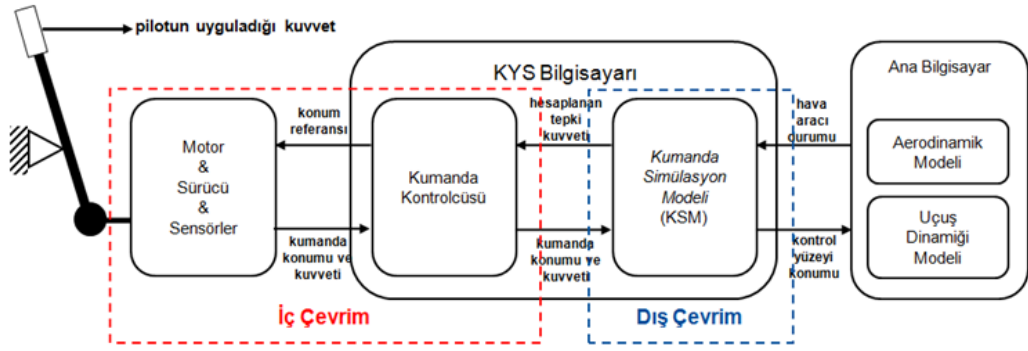 pilotun uyguladığı kuvvet
KYS Bilgisayarı
Ana Bilgisayar
konum
referansı
hesaplanan
tepki
kuvveti
hava
aracı
durumu
Motor
&
Sürücü
&
Sensörler
Kumanda
Kontrolcüsü
Kumanda
Simülasyon
Modeli
(KSM)
Aerodinamik
Modeli
Uçuş
Dinamiği
Modeli
kumanda
konumu ve
kuvveti
kumanda
konumu ve
kuvveti
kontrol
yüzeyi
konumu
İç Çevrim
Dış Çevrim